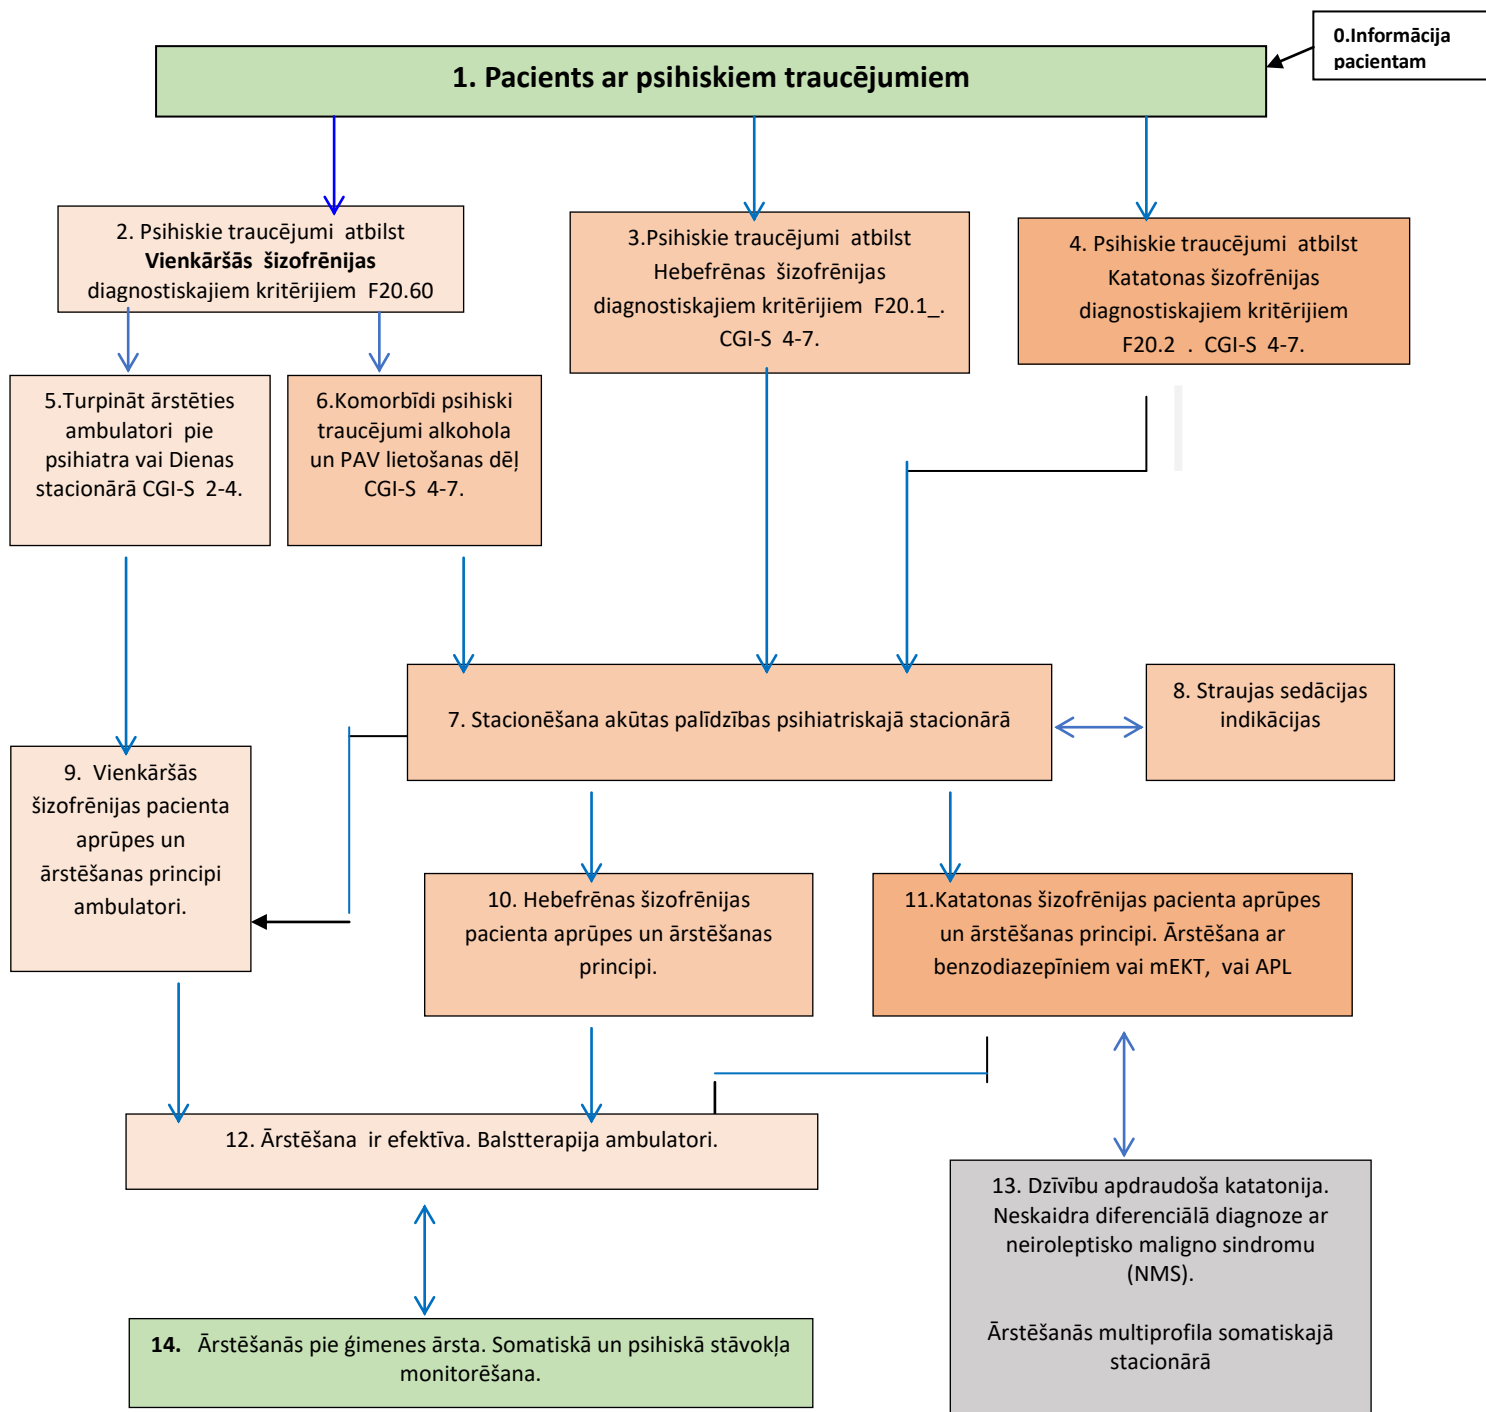 0.Informācija
pacientam
1. Pacients ar psihiskiem traucējumiem
2. Psihiskie traucējumi atbilst
Vienkāršās šizofrēnijas
diagnostiskajiem kritērijiem F20.60
3.Psihiskie traucējumi atbilst
Hebefrēnas šizofrēnijas
diagnostiskajiem kritērijiem F20.1_.
CGI-S 4-7.
4. Psihiskie traucējumi atbilst
Katatonas šizofrēnijas
diagnostiskajiem kritērijiem
F20.2 . CGI-S 4-7.
5.Turpināt ārstēties
ambulatori pie
psihiatra vai Dienas
stacionārā CGI-S 2-4.
6.Komorbīdi psihiski
traucējumi alkohola
un PAV lietošanas dēļ
CGI-S 4-7.
7. Stacionēšana akūtas palīdzības psihiatriskajā stacionārā
8. Straujas sedācijas
indikācijas
9. Vienkāršās
šizofrēnijas pacienta
aprūpes un
ārstēšanas principi
ambulatori.
10. Hebefrēnas šizofrēnijas
pacienta aprūpes un ārstēšanas
principi.
11.Katatonas šizofrēnijas pacienta aprūpes
un ārstēšanas principi. Ārstēšana ar
benzodiazepīniem vai mEKT, vai APL
12. Ārstēšana ir efektīva. Balstterapija ambulatori.
13. Dzīvību apdraudoša katatonija.
Neskaidra diferenciālā diagnoze ar
neiroleptisko maligno sindromu
(NMS).
Ārstēšanās multiprofila somatiskajā
stacionārā
14. Ārstēšanās pie ģimenes ārsta. Somatiskā un psihiskā stāvokļa
monitorēšana.